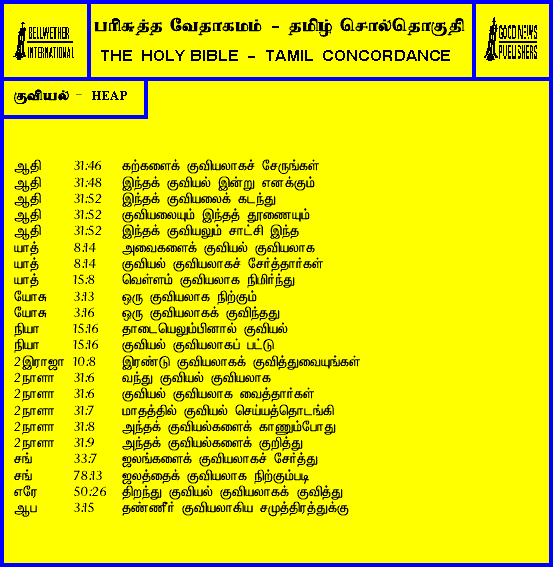 BELLWETHER
INTERNATIONAL
பரிசுத்த வேதாகமம் - தமிழ் சொல்தொகுதி
THE HOLY BIBLE - TAMIL CONCORDANCE
GOOD NEWS
PUBLISHERS
குவியல் - HEAP
ஆதி 31:46 கற்களைக் குவியலாகச் சேருங்கள்
ஆதி 31:48 இந்தக் குவியல் இன்று எனக்கும்
ஆதி 31:52 இந்தக் குவியலைக் கடந்து
ஆதி 31:52 குவியலையும் இந்தத் தூணையும்
ஆதி 31:52 இந்தக் குவியலும் சாட்சி இந்த
யாத் 8:14 அவைகளைக் குவியல் குவியலாக
யாத் 8:14 குவியல் குவியலாகச் சேர்த்தார்கள்
யாத் 15:8 வெள்ளம் குவியலாக நிமிர்ந்து
யோசு 3:13 ஒரு குவியலாக நிற்கும்
யோசு 3:16 ஒரு குவியலாகக் குவிந்தது
நியா 15:16 தாடையெலும்பினால் குவியல்
நியா 15:16 குவியல் குவியலாகப் பட்டு
2இராஜா 10:8 இரண்டு குவியலாகக் குவித்துவையுங்கள்
2நாளா 31:6 வந்து குவியல் குவியலாக
2நாளா 31:6 குவியல் குவியலாக வைத்தார்கள்
2நாளா 31:7 மாதத்தில் குவியல் செய்யத்தொடங்கி
2நாளா 31:8 அந்தக் குவியல்களைக் காணும்போது
2நாளா 31:9 அந்தக் குவியல்களைக் குறித்து
சங் 33:7 ஜலங்களைக் குவியலாகச் சேர்த்து
சங் 78:13 ஜலத்தைக் குவியலாக நிற்கும்படி
எரே 50:26 திறந்து குவியல் குவியலாகக் குவித்து
ஆப 3:15 தண்ணீர் குவியலாகிய சமுத்திரத்துக்கு